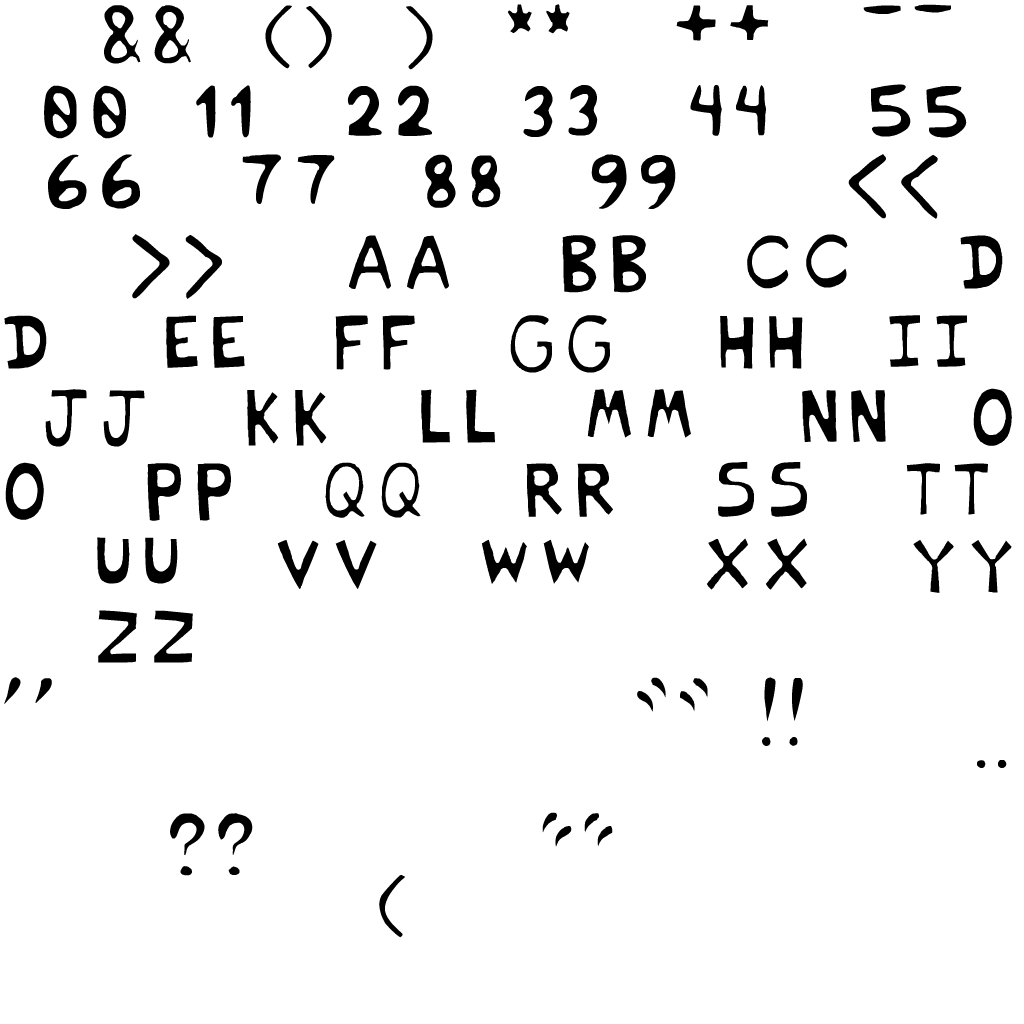 && () ) ** ++ --
00 11 22 33 44 55
66 77 88 99 <<
>> AA BB CC D
D EE FF GG HH II
JJ KK LL MM NN O
O PP QQ RR SS TT
UU VV WW XX YY
ZZ
'' "" !!
..
?? ""
(